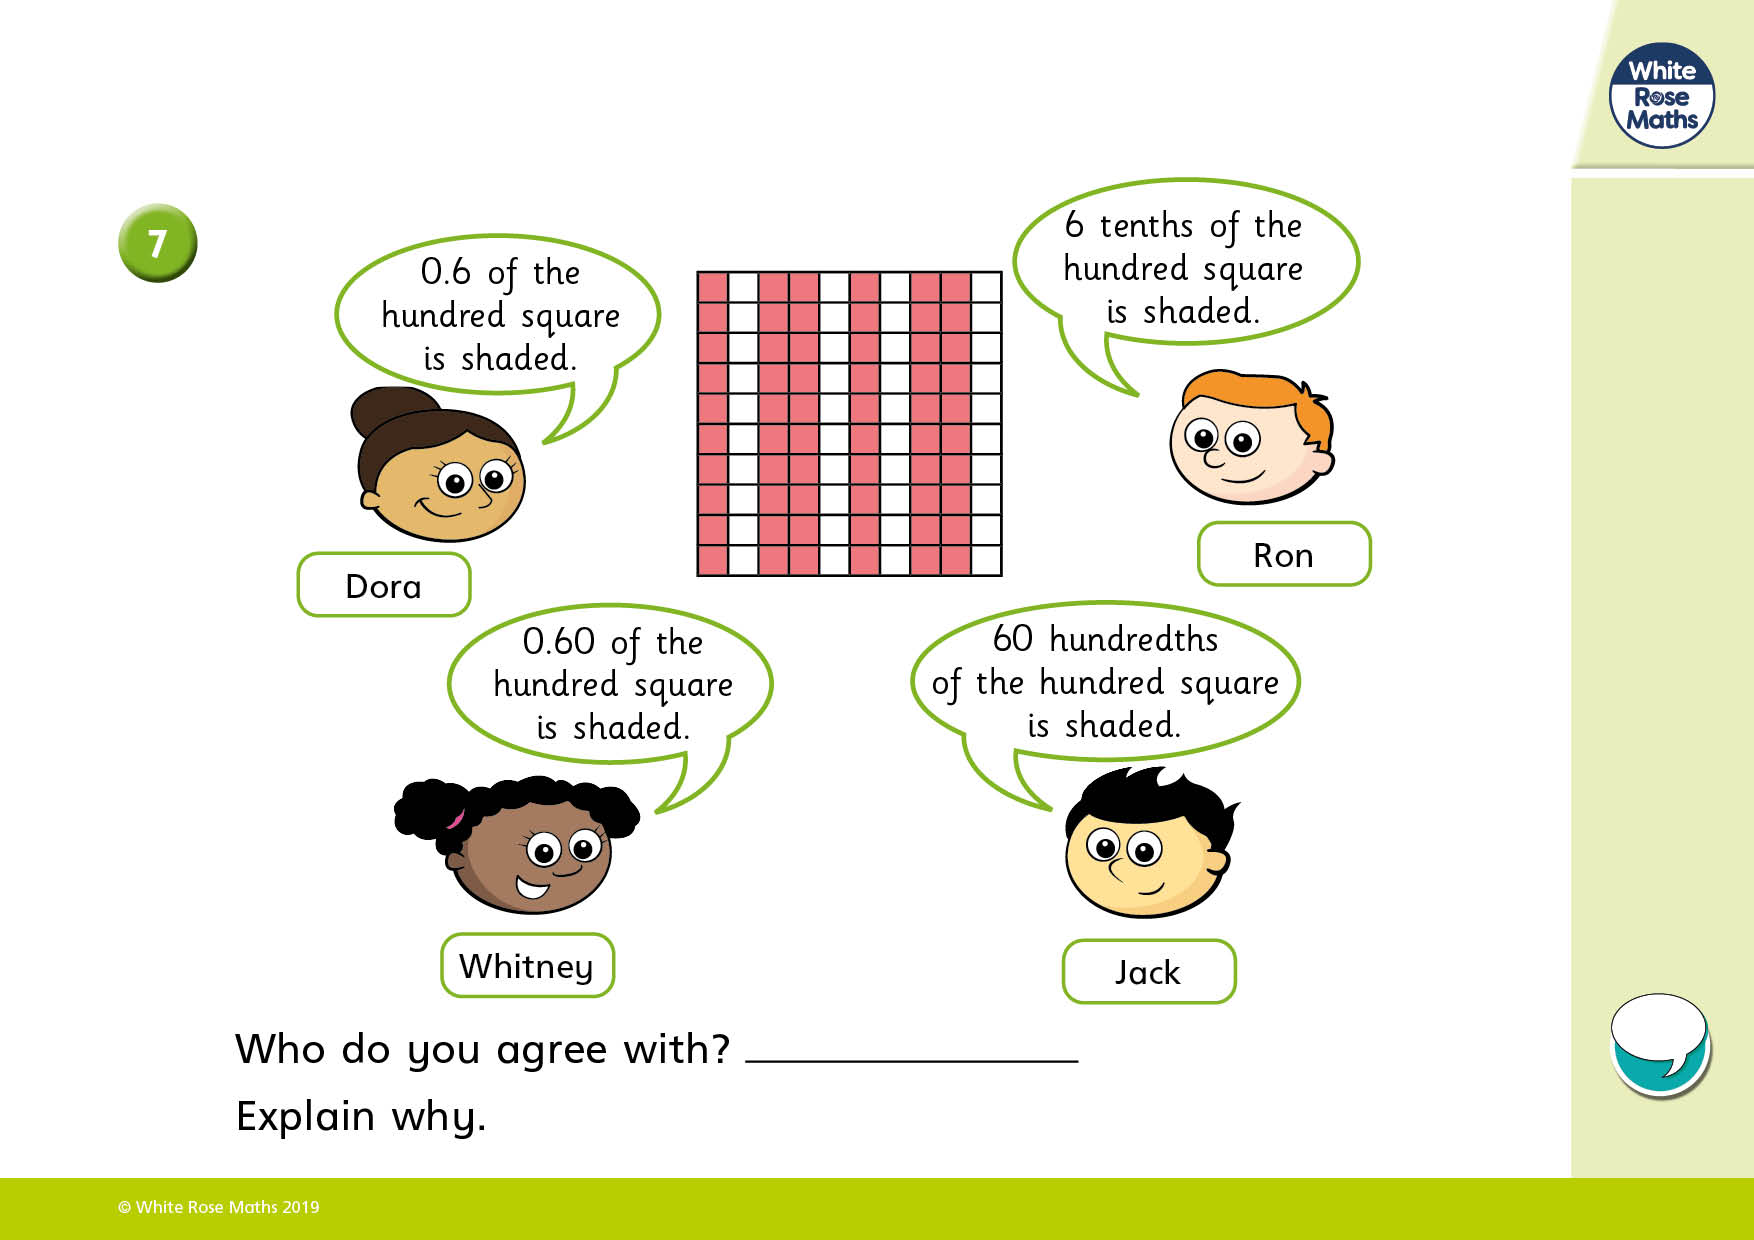 White
Rose
Maths
7
0.6 of the
hundred square
is shaded.
6 tenths of the
hundred square
is shaded.
Dora
Ron
0.60 of the
hundred square
is shaded.
60 hundredths
of the hundred square
is shaded.
Whitney
Jack
Who do you agree with?
Explain why.
© White Rose Maths 2019